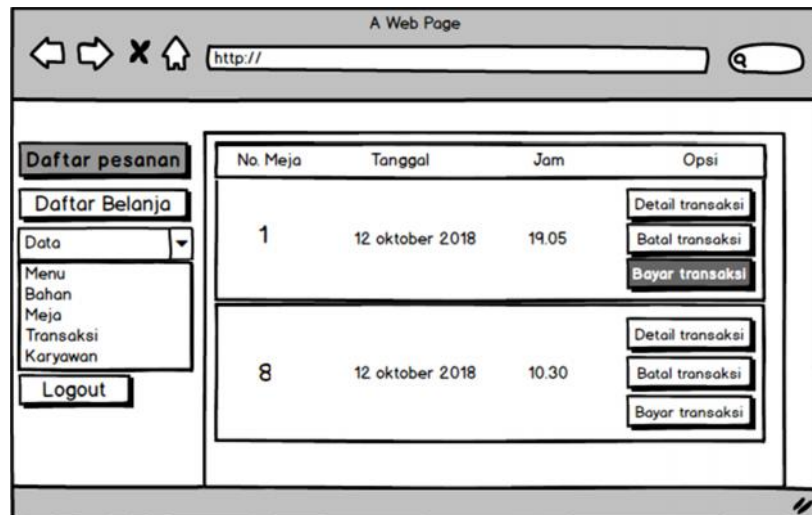 A Web Page
http://
Daftar pesanan
Daftar Belanja
Data
Menu
Bahan
Meja
Transaksi
Karyawan
Logout
No. Meja Tanggal Jam Opsi
1 12 oktober 2018 19.05
Detail transaksi
Batal transaksi
Bayar transaksi
8 12 oktober 2018 10.30
Detail transaksi
Batal transaksi
Bayar transaksi